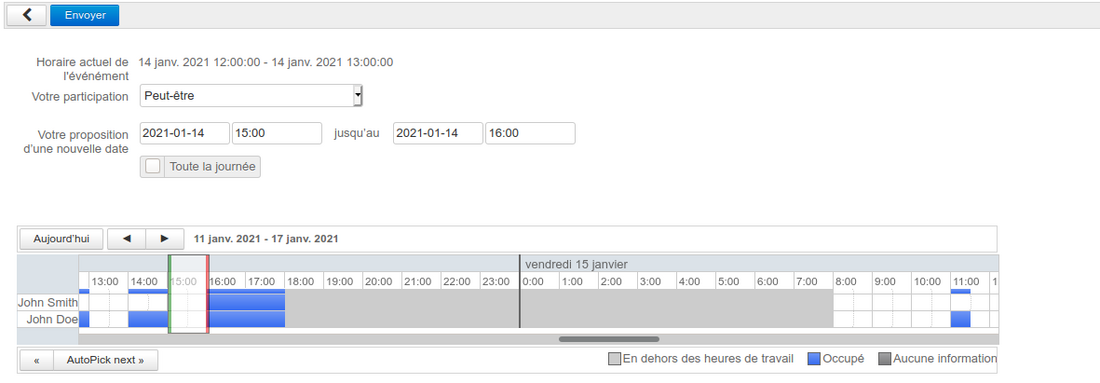 Envoyer
Horaire actuel de 14 janv. 2021 12:00:00 - 14 janv. 2021 13:00:00
l'événément
Votre participation Peut-être
Votre proposition 2021-01-14 15:00 jusqu'au 2021-01-14 16:00
d'une nouvelle date
Toute la journée
Aujourd'hui ◀ ▶ 11 janv. 2021 - 17 janv. 2021
vendredi 15 janvier
13:00 14:00 15:00 16:00 17:00 18:00 19:00 20:00 21:00 22:00 23:00 0:00 1:00 2:00 3:00 4:00 5:00 6:00 7:00 8:00 9:00 10:00 11:00 1
John Smith
John Doe
« AutoPick next » En dehors des heures de travail Occupé Aucune information